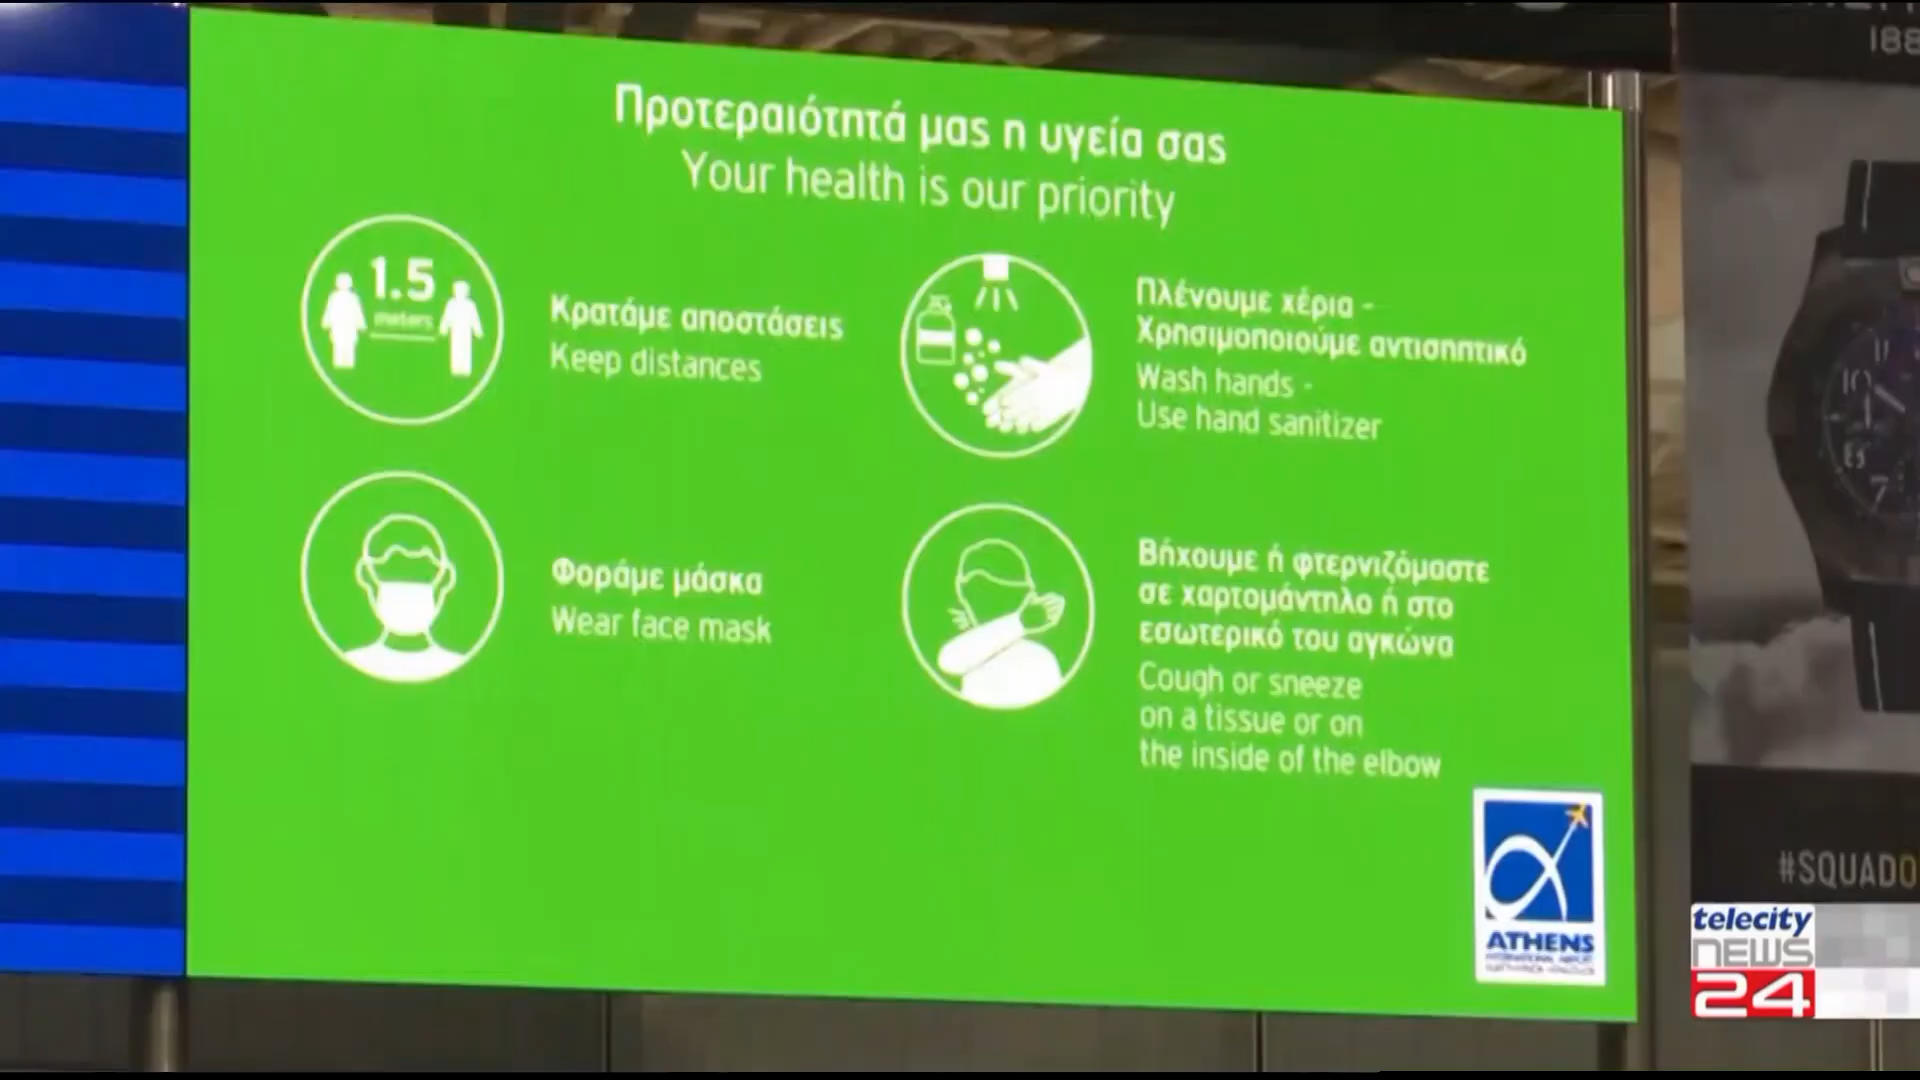 Προτεραιότητά μας η υγεία σας
Your health is our priority
1.5
meters
Κρατάμε αποστάσεις
Keep distances
Πλένουμε χέρια -
Χρησιμοποιούμε αντισηπτικό
Wash hands -
Use hand sanitizer
Φοράμε μάσκα
Wear face mask
Βήχουμε ή φτερνιζόμαστε
σε χαρτομάντηλο ή στο
εσωτερικό του αγκώνα
Cough or sneeze
on a tissue or on
the inside of the elbow
ATHENS
INTERNATIONAL AIRPORT
#SQUADO
telecity
NEWS
24